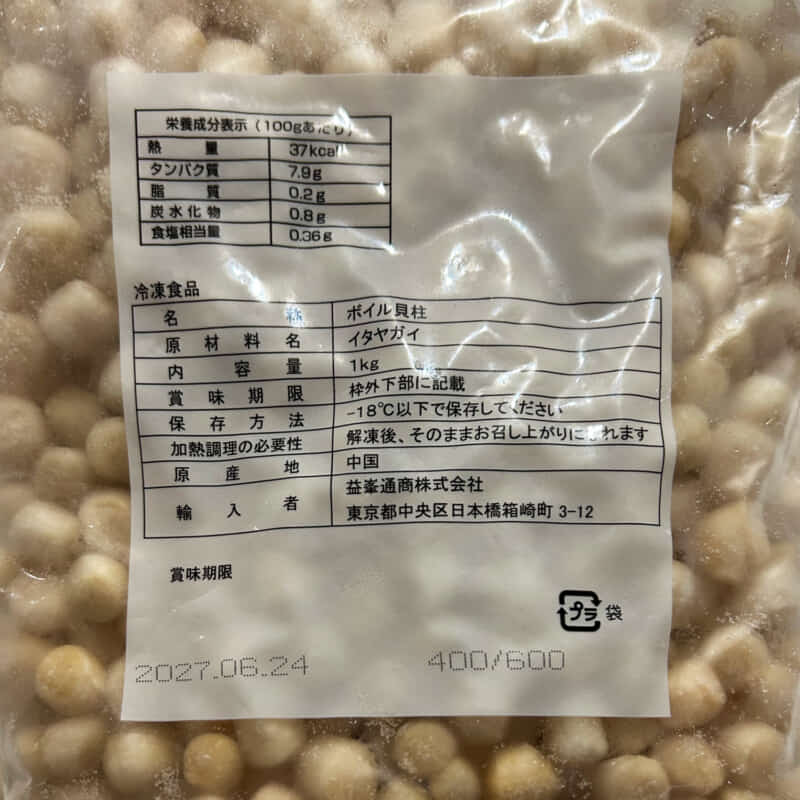 栄養成分表示(100gあたり)
熱量 37kcal
タンパク質 7.9g
脂質 0.2g
炭水化物 0.8g
食塩相当量 0.36g
冷凍食品
名称 ボイル貝柱
原材料名 イタヤガイ
内容量 1kg
賞味期限 枠外下部に記載
保存方法 -18℃以下で保存してください
加熱調理の必要性 解凍後、そのままお召し上がりになれます
原産地 中国
輸入者 益峯通商株式会社
東京都中央区日本橋箱崎町 3-12
賞味期限
プラ 袋
2027.06.24 400/600